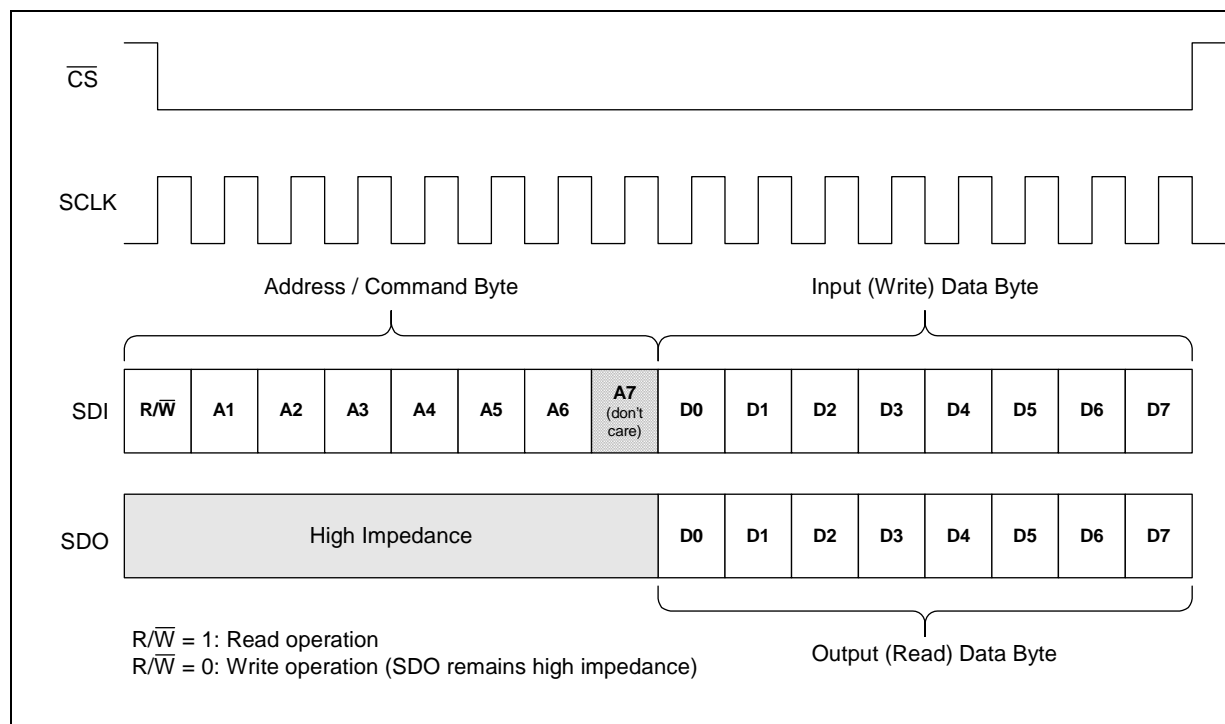 C̅S̅
SCLK
Address / Command Byte
Input (Write) Data Byte
SDI R/W̅ A1 A2 A3 A4 A5 A6 A7 (don't care) D0 D1 D2 D3 D4 D5 D6 D7
SDO High Impedance D0 D1 D2 D3 D4 D5 D6 D7
R/W̅ = 1: Read operation
R/W̅ = 0: Write operation (SDO remains high impedance)
Output (Read) Data Byte